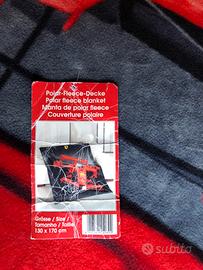 Polar-Fleece-Decke
Polar fleece blanket
Manta de polar fleece
Couverture polaire
Grösse / Size /
Tamanho / Taille
130 x 170 cm
subito